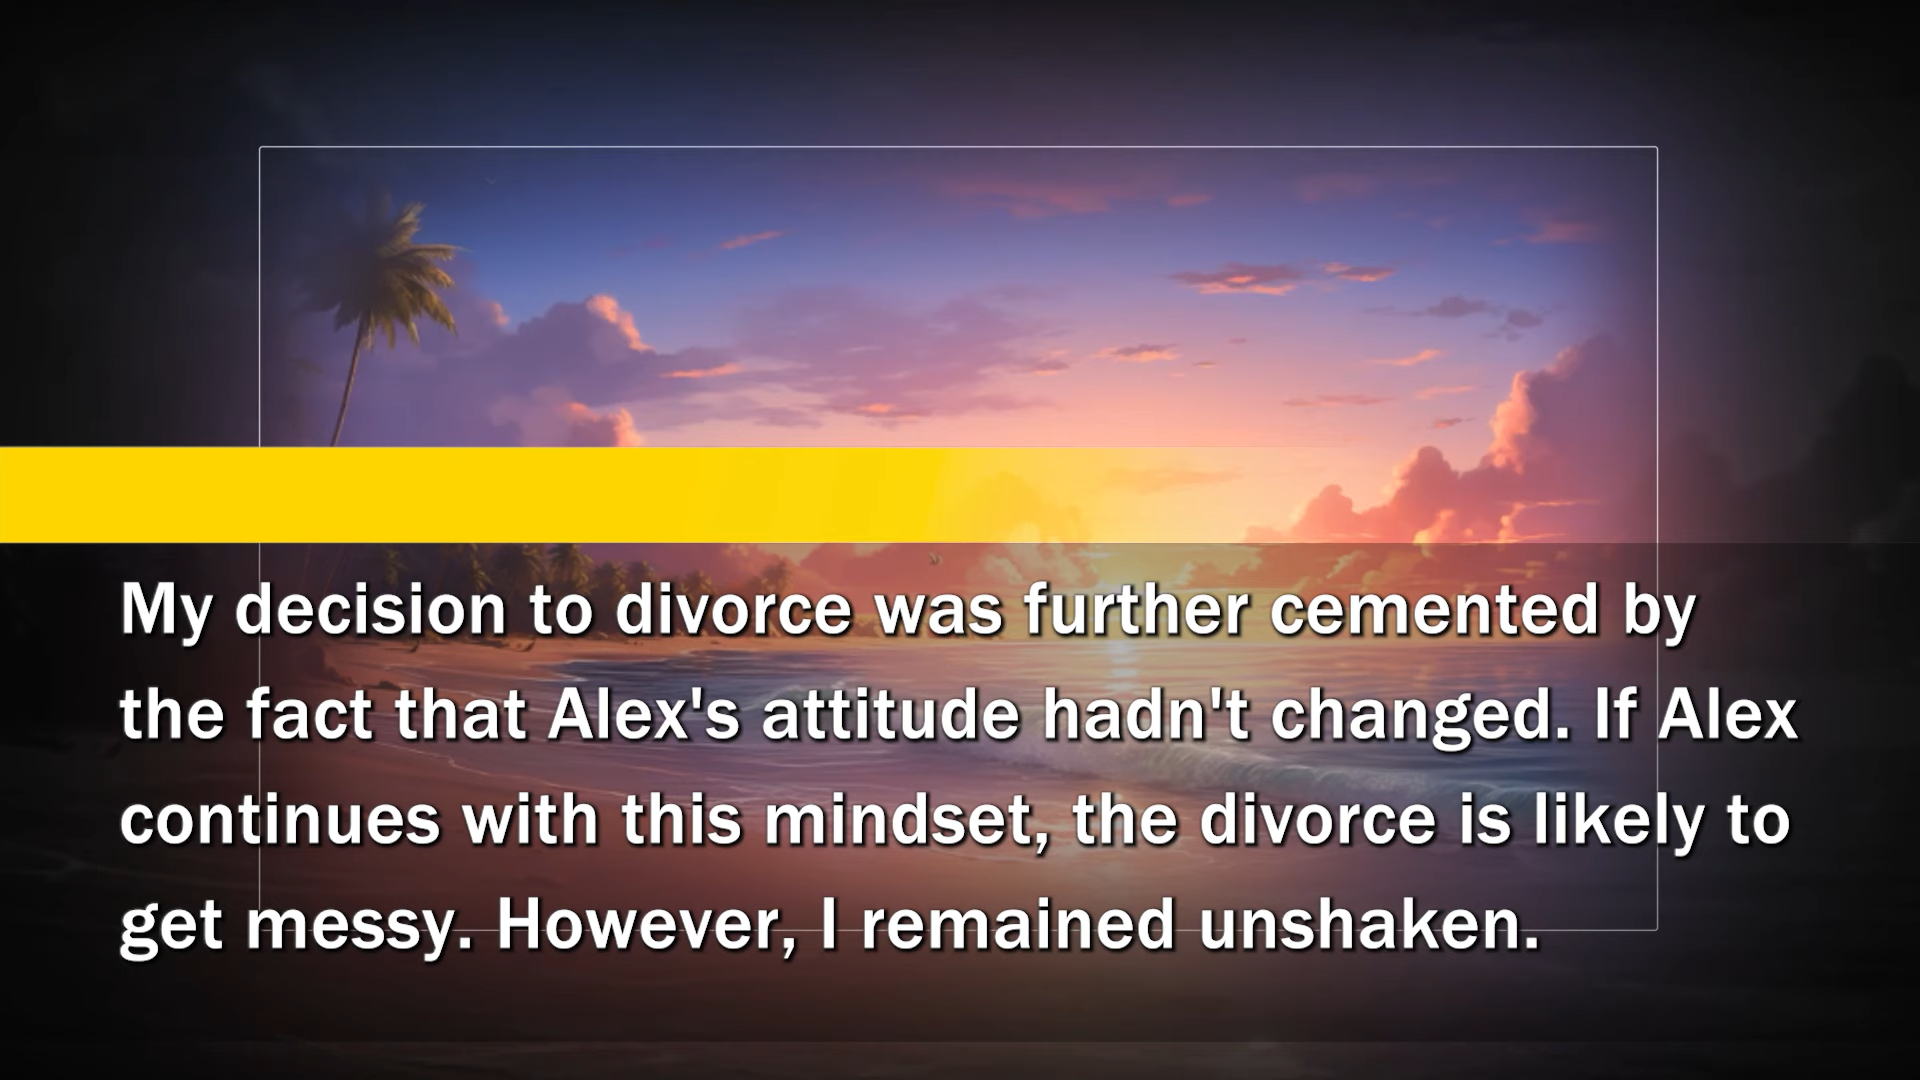 My decision to divorce was further cemented by
the fact that Alex's attitude hadn't changed. If Alex
continues with this mindset, the divorce is likely to
get messy. However, I remained unshaken.